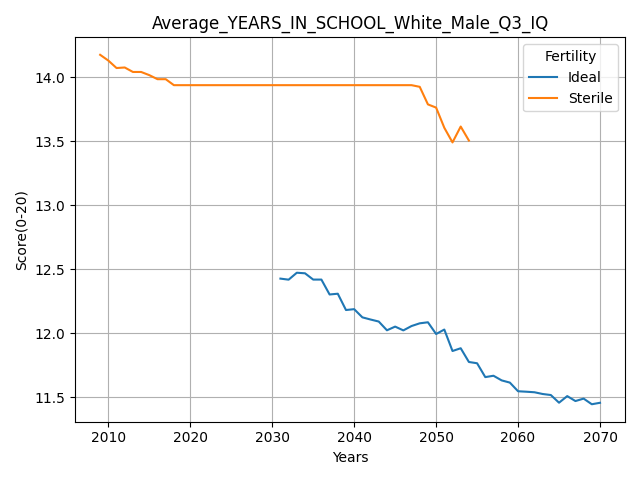 Average_YEARS_IN_SCHOOL_White_Male_Q3_IQ
Fertility
Ideal
Sterile
Score(0-20)
14.0
13.5
13.0
12.5
12.0
11.5
2010 2020 2030 2040 2050 2060 2070
Years